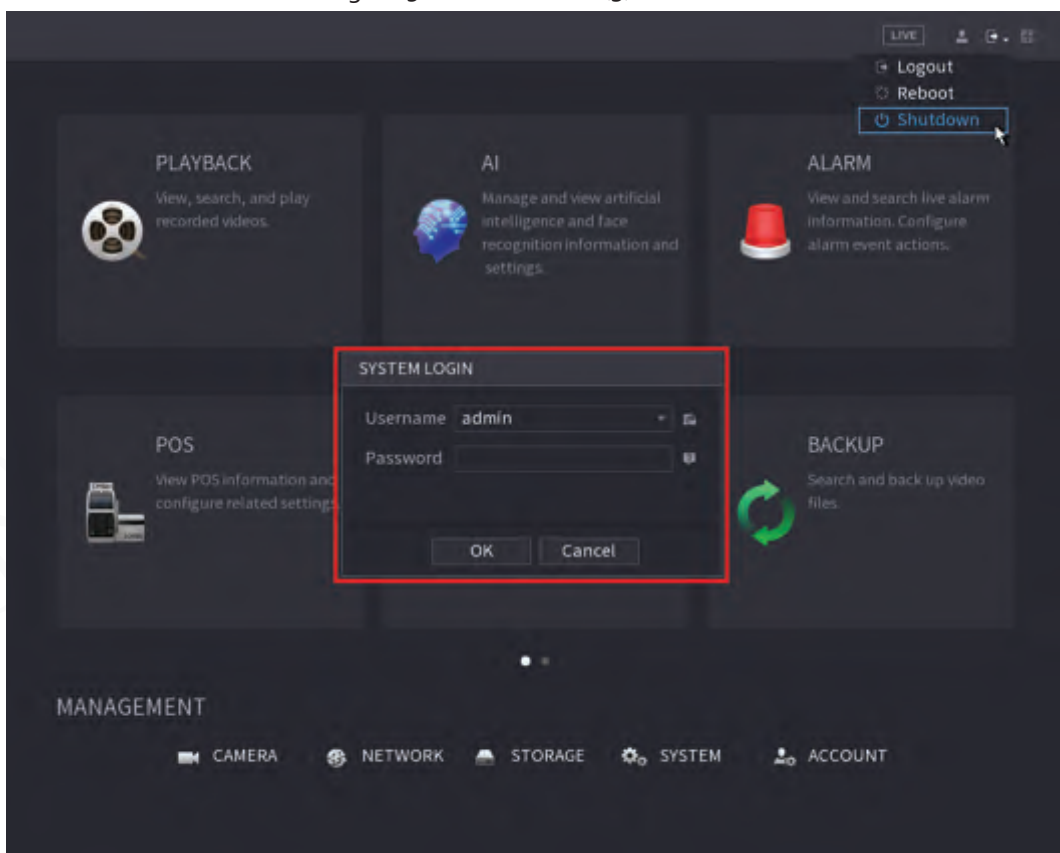 LIVE
Logout
Reboot
Shutdown
PLAYBACK
View, search, and play
recorded videos.
AI
Manage and view artificial
intelligence and face
recognition information and
settings.
ALARM
View and search live alarm
information. Configure
alarm event actions.
SYSTEM LOGIN
Username admin
Password
OK Cancel
POS
View POS information and
configure related settings.
BACKUP
Search and back up video
files.
MANAGEMENT
CAMERA NETWORK STORAGE SYSTEM ACCOUNT